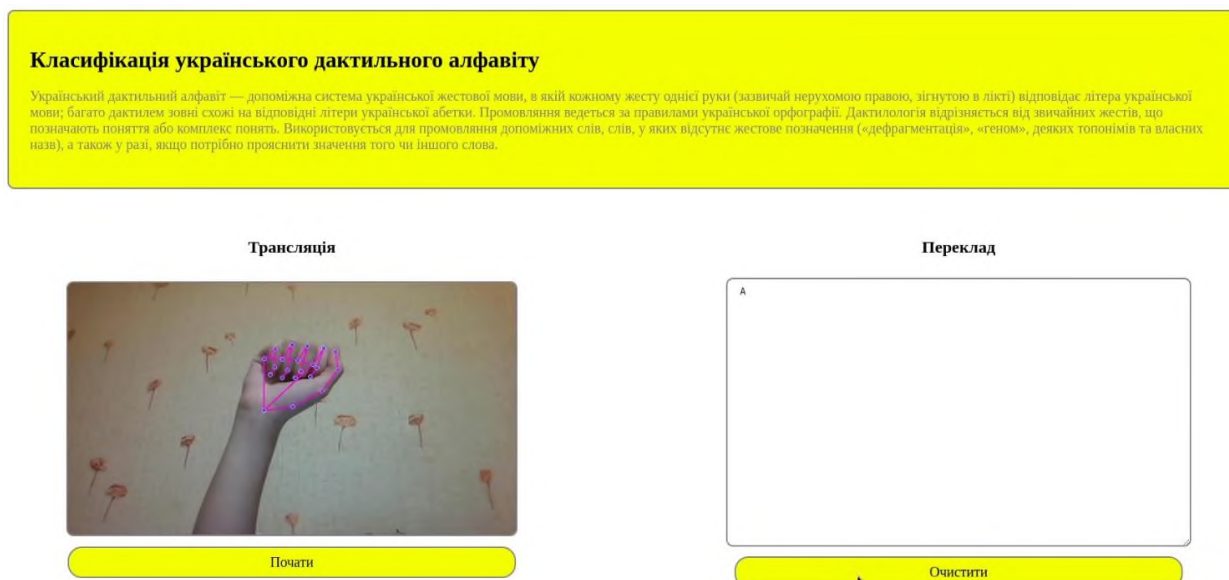 Класифікація українського дактильного алфавіту
Український дактильний алфавіт — допоміжна система української жестової мови, в якій кожному жесту однієї руки (зазвичай нерухомою правою, зігнутою в лікті) відповідає літера української
мови; багато дактилем зовні схожі на відповідні літери української абетки. Промовляння ведеться за правилами української орфографії. Дактилологія відрізняється від звичайних жестів, що
позначають поняття або комплекс понять. Використовується для промовляння допоміжних слів, слів, у яких відсутнє жестове позначення («дефрагментація», «геном», деяких топонімів та власних
назв), а також у разі, якщо потрібно прояснити значення того чи іншого слова.
Трансляція
Переклад
А
Почати
Очистити